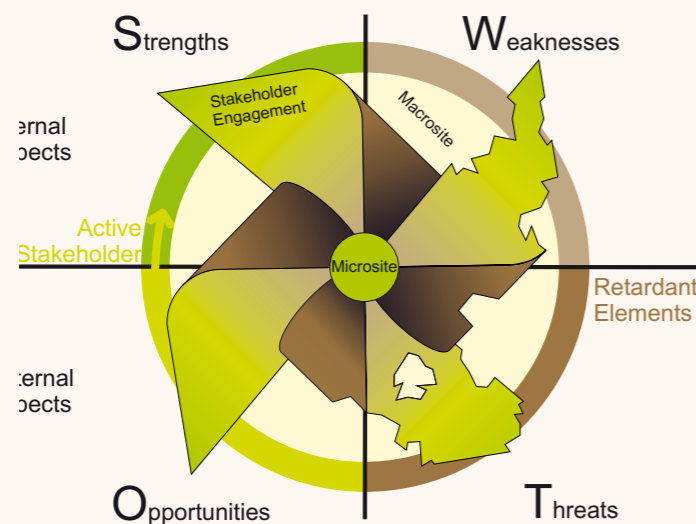 Strengths
Weaknesses
Stakeholder
Engagement
Macrosite
ernal
pects
Active
Stakeholder
Microsite
Retardant
Elements
ternal
pects
Opportunities
Threats